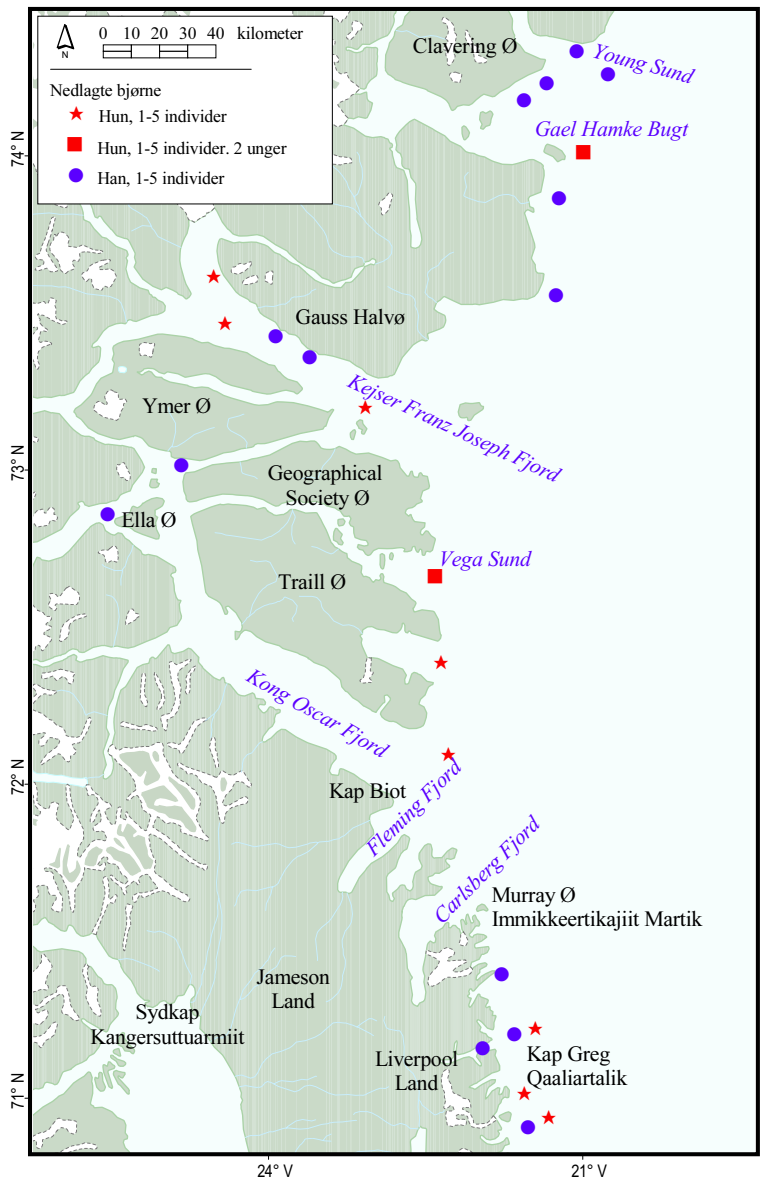 0 10 20 30 40 kilometer
N
Nedlagte bjørne
Hun, 1-5 individer
Hun, 1-5 individer. 2 unger
Han, 1-5 individer
Clavering Ø
Young Sund
Gael Hamke Bugt
74° N
Gauss Halvø
Kejser Franz Joseph Fjord
Ymer Ø
73° N
Geographical
Society Ø
Ella Ø
Vega Sund
Traill Ø
Kong Oscar Fjord
72° N
Kap Biot
Fleming Fjord
Carlsberg Fjord
Murray Ø
Immikkeertikajiit Martik
Jameson
Land
Sydkap
Kangersuttuarmiit
Liverpool
Land
Kap Greg
Qaaliartalik
71° N
24° V
21° V